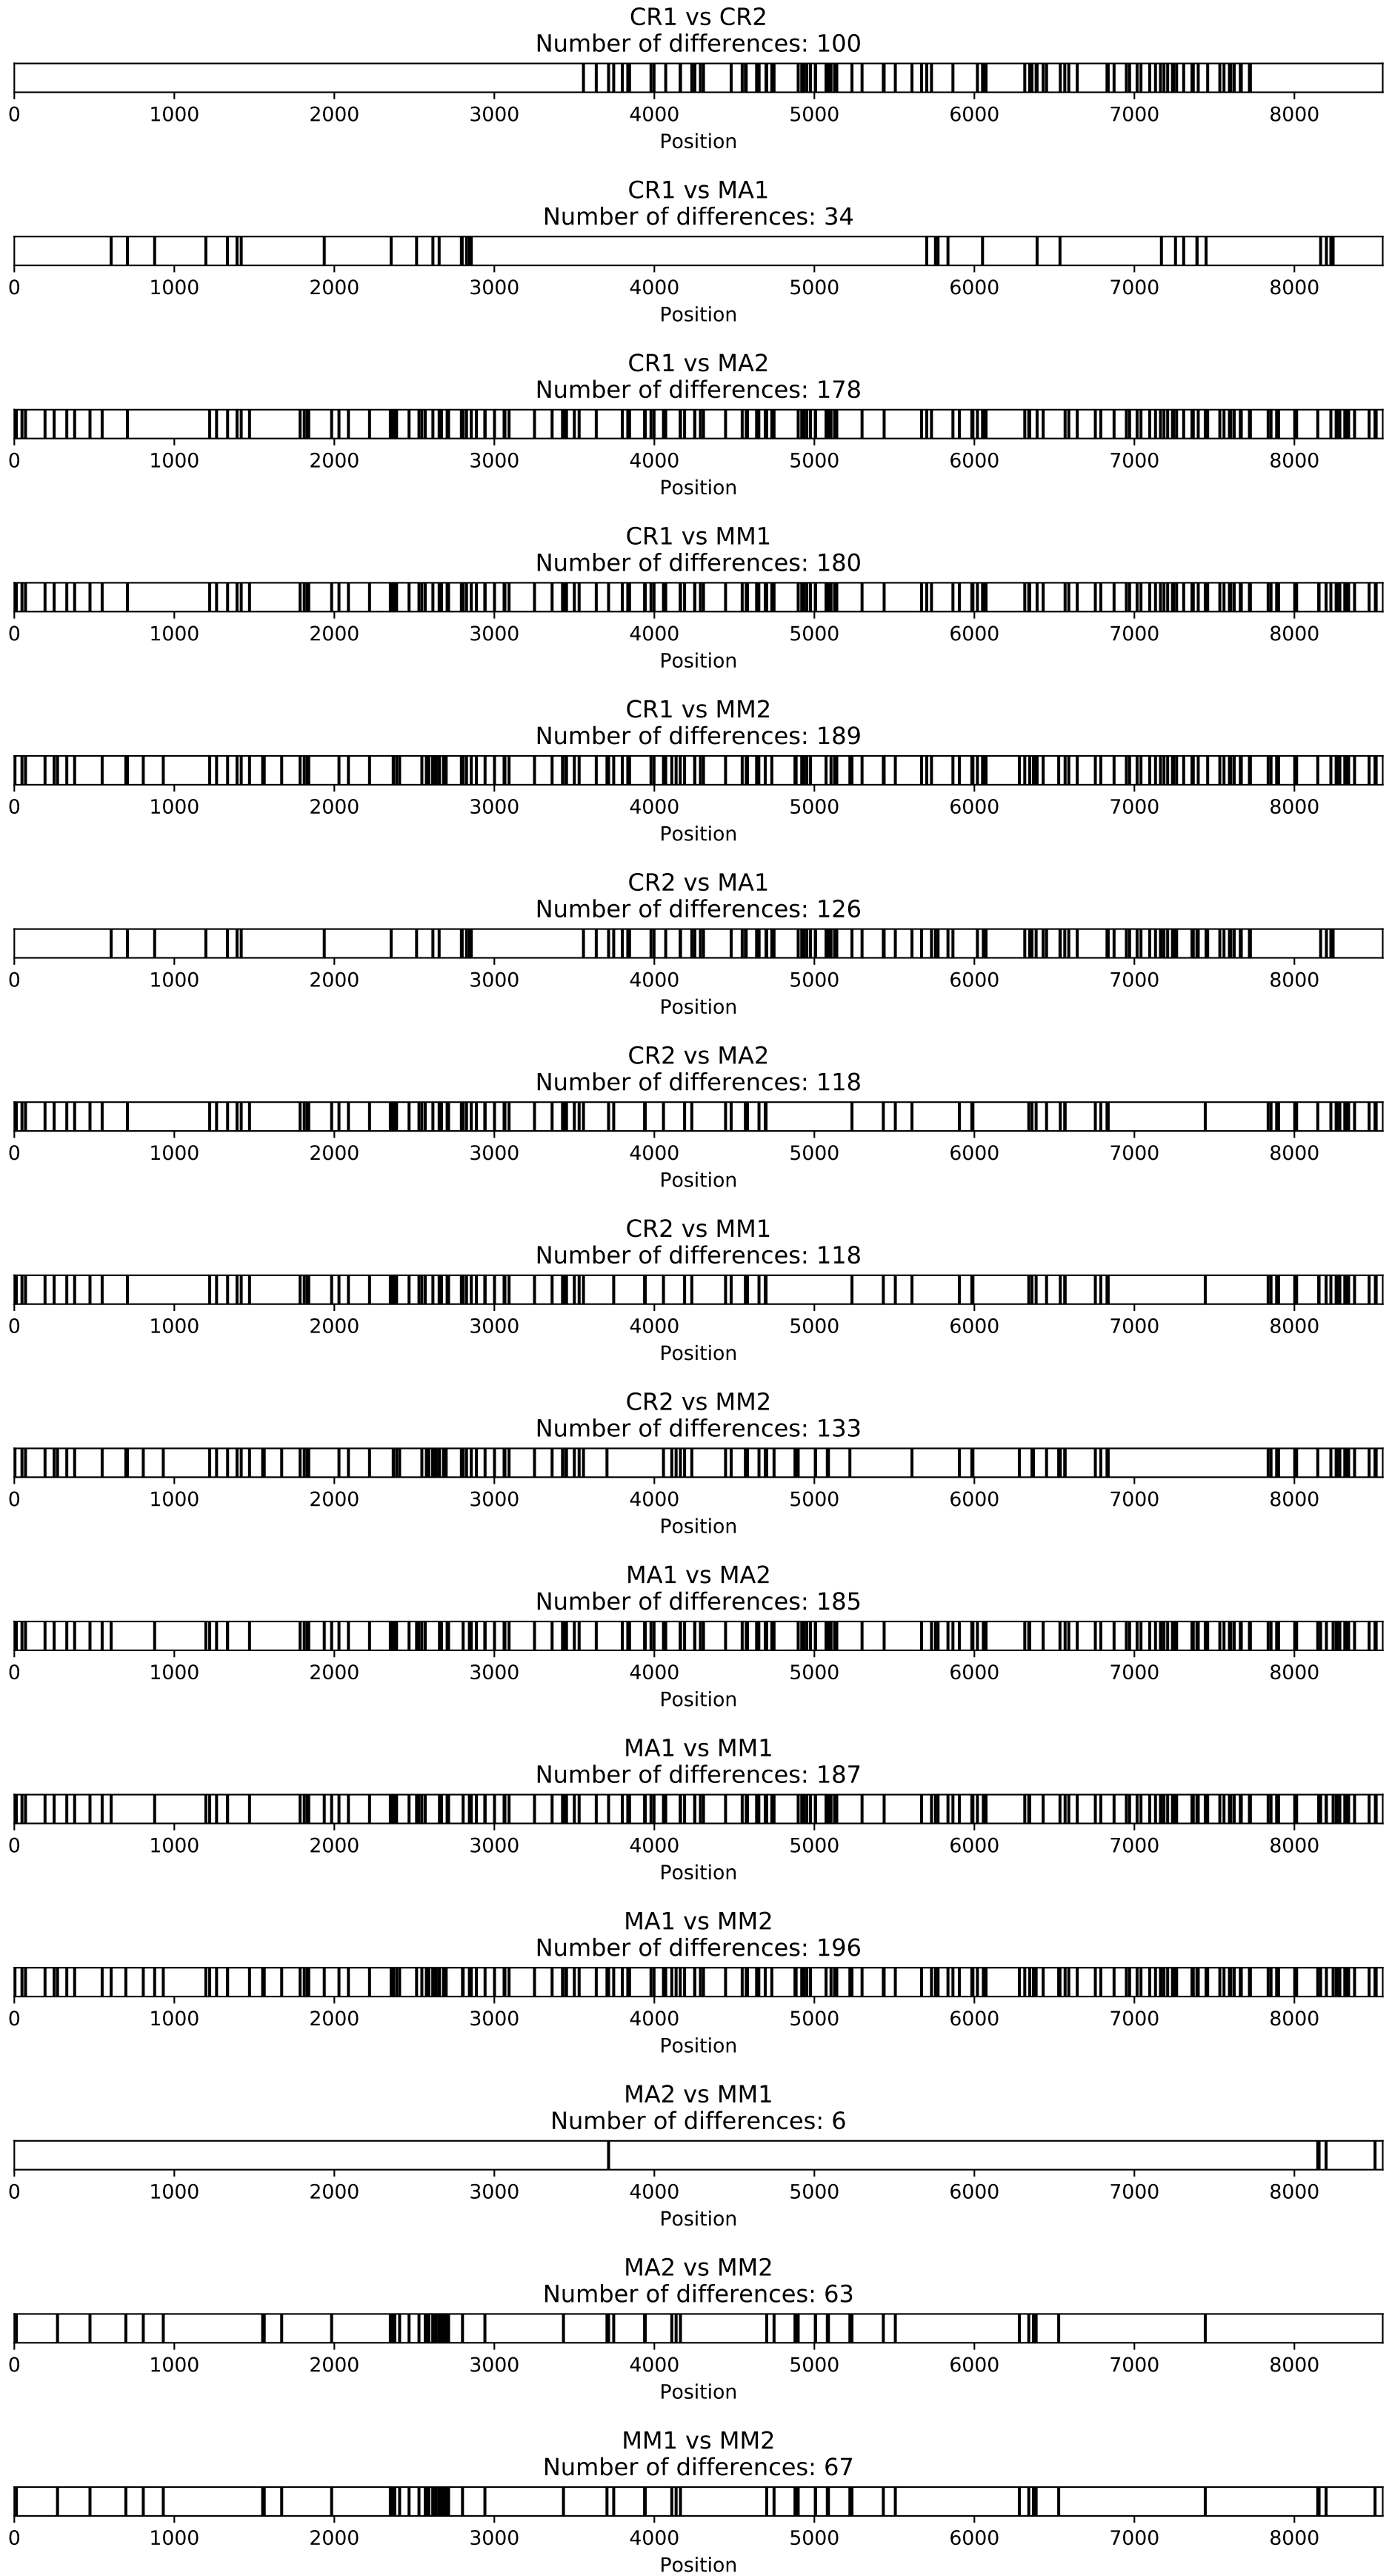 CR1 vs CR2
Number of differences: 100
0 1000 2000 3000 4000 5000 6000 7000 8000
Position
CR1 vs MA1
Number of differences: 34
0 1000 2000 3000 4000 5000 6000 7000 8000
Position
CR1 vs MA2
Number of differences: 178
0 1000 2000 3000 4000 5000 6000 7000 8000
Position
CR1 vs MM1
Number of differences: 180
0 1000 2000 3000 4000 5000 6000 7000 8000
Position
CR1 vs MM2
Number of differences: 189
0 1000 2000 3000 4000 5000 6000 7000 8000
Position
CR2 vs MA1
Number of differences: 126
0 1000 2000 3000 4000 5000 6000 7000 8000
Position
CR2 vs MA2
Number of differences: 118
0 1000 2000 3000 4000 5000 6000 7000 8000
Position
CR2 vs MM1
Number of differences: 118
0 1000 2000 3000 4000 5000 6000 7000 8000
Position
CR2 vs MM2
Number of differences: 133
0 1000 2000 3000 4000 5000 6000 7000 8000
Position
MA1 vs MA2
Number of differences: 185
0 1000 2000 3000 4000 5000 6000 7000 8000
Position
MA1 vs MM1
Number of differences: 187
0 1000 2000 3000 4000 5000 6000 7000 8000
Position
MA1 vs MM2
Number of differences: 196
0 1000 2000 3000 4000 5000 6000 7000 8000
Position
MA2 vs MM1
Number of differences: 6
0 1000 2000 3000 4000 5000 6000 7000 8000
Position
MA2 vs MM2
Number of differences: 63
0 1000 2000 3000 4000 5000 6000 7000 8000
Position
MM1 vs MM2
Number of differences: 67
0 1000 2000 3000 4000 5000 6000 7000 8000
Position